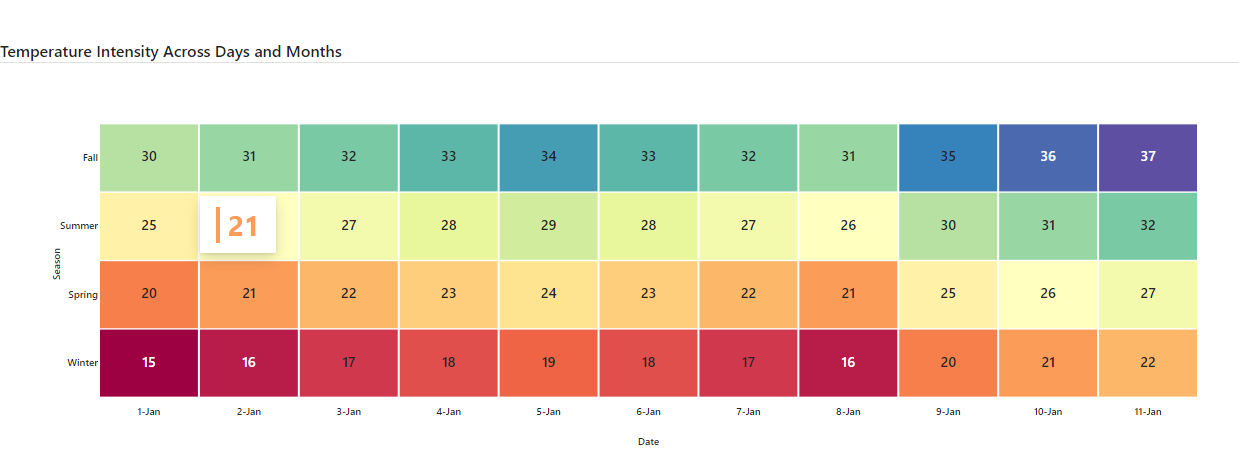 Temperature Intensity Across Days and Months
Fall 30 31 32 33 34 33 32 31 35 36 37
Summer 25 21 27 28 29 28 27 26 30 31 32
Season
Spring 20 21 22 23 24 23 22 21 25 26 27
Winter 15 16 17 18 19 18 17 16 20 21 22
1-Jan 2-Jan 3-Jan 4-Jan 5-Jan 6-Jan 7-Jan 8-Jan 9-Jan 10-Jan 11-Jan
Date